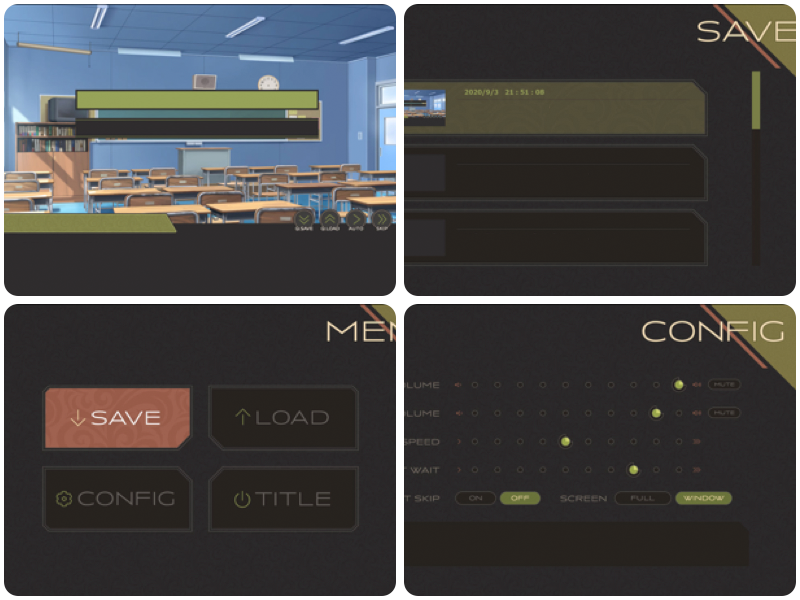 Q.SAVE Q.LOAD AUTO SKIP
SAVE
2020/9/3 21:51:08
MEN
↓SAVE
↑LOAD
CONFIG
TITLE
CONFIG
OLUME MUTE
OLUME MUTE
SPEED
T WAIT
T SKIP ON OFF SCREEN FULL WINDOW